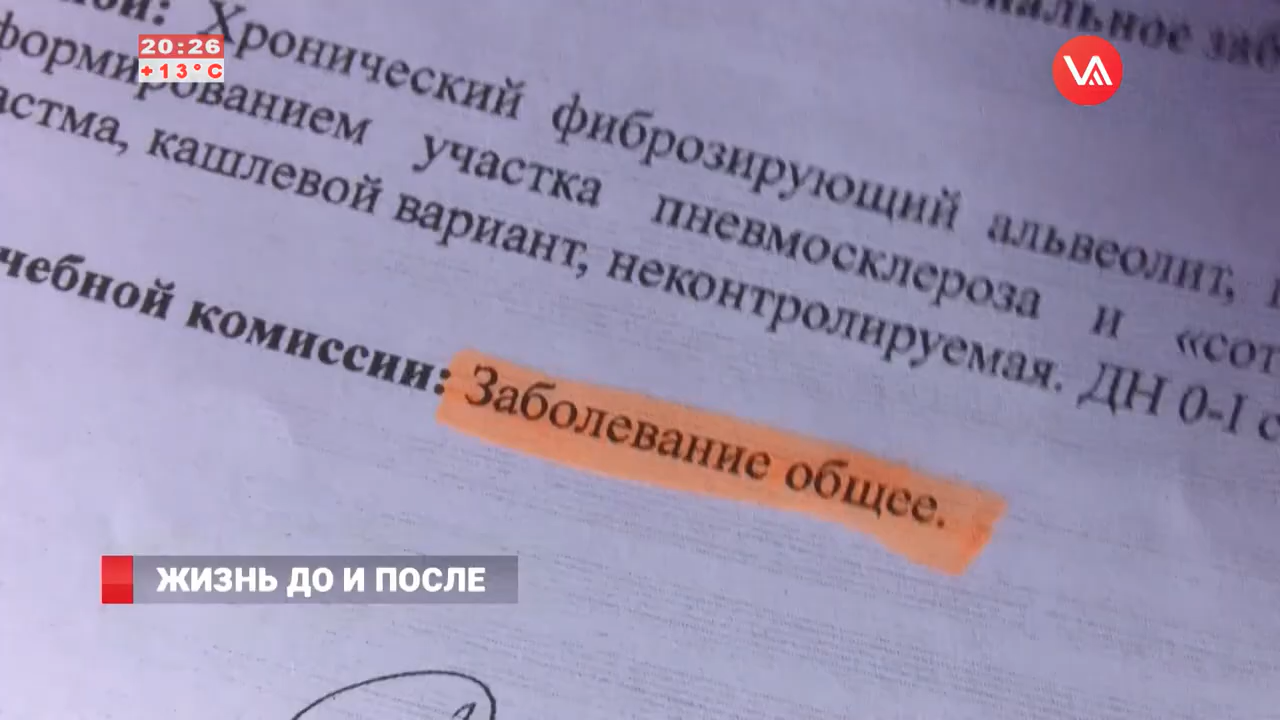 20:26
+13°C
VA
Хронический фиброзирующий альвеолит,
формированием участка пневмосклероза и «сот
астма, кашлевой вариант, неконтролируемая. ДН 0-I с
чебной комиссии: Заболевание общее.
ЖИЗНЬ ДО И ПОСЛЕ